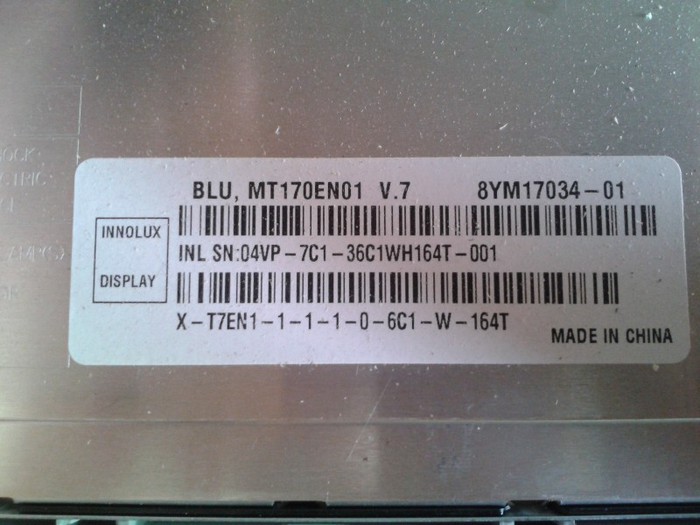 BLU, MT170EN01 V.7 8YM17034-01
INNOLUX
DISPLAY
INL SN:04VP-7C1-36C1WH164T-001
X-T7EN1-1-1-1-0-6C1-W-164T
MADE IN CHINA